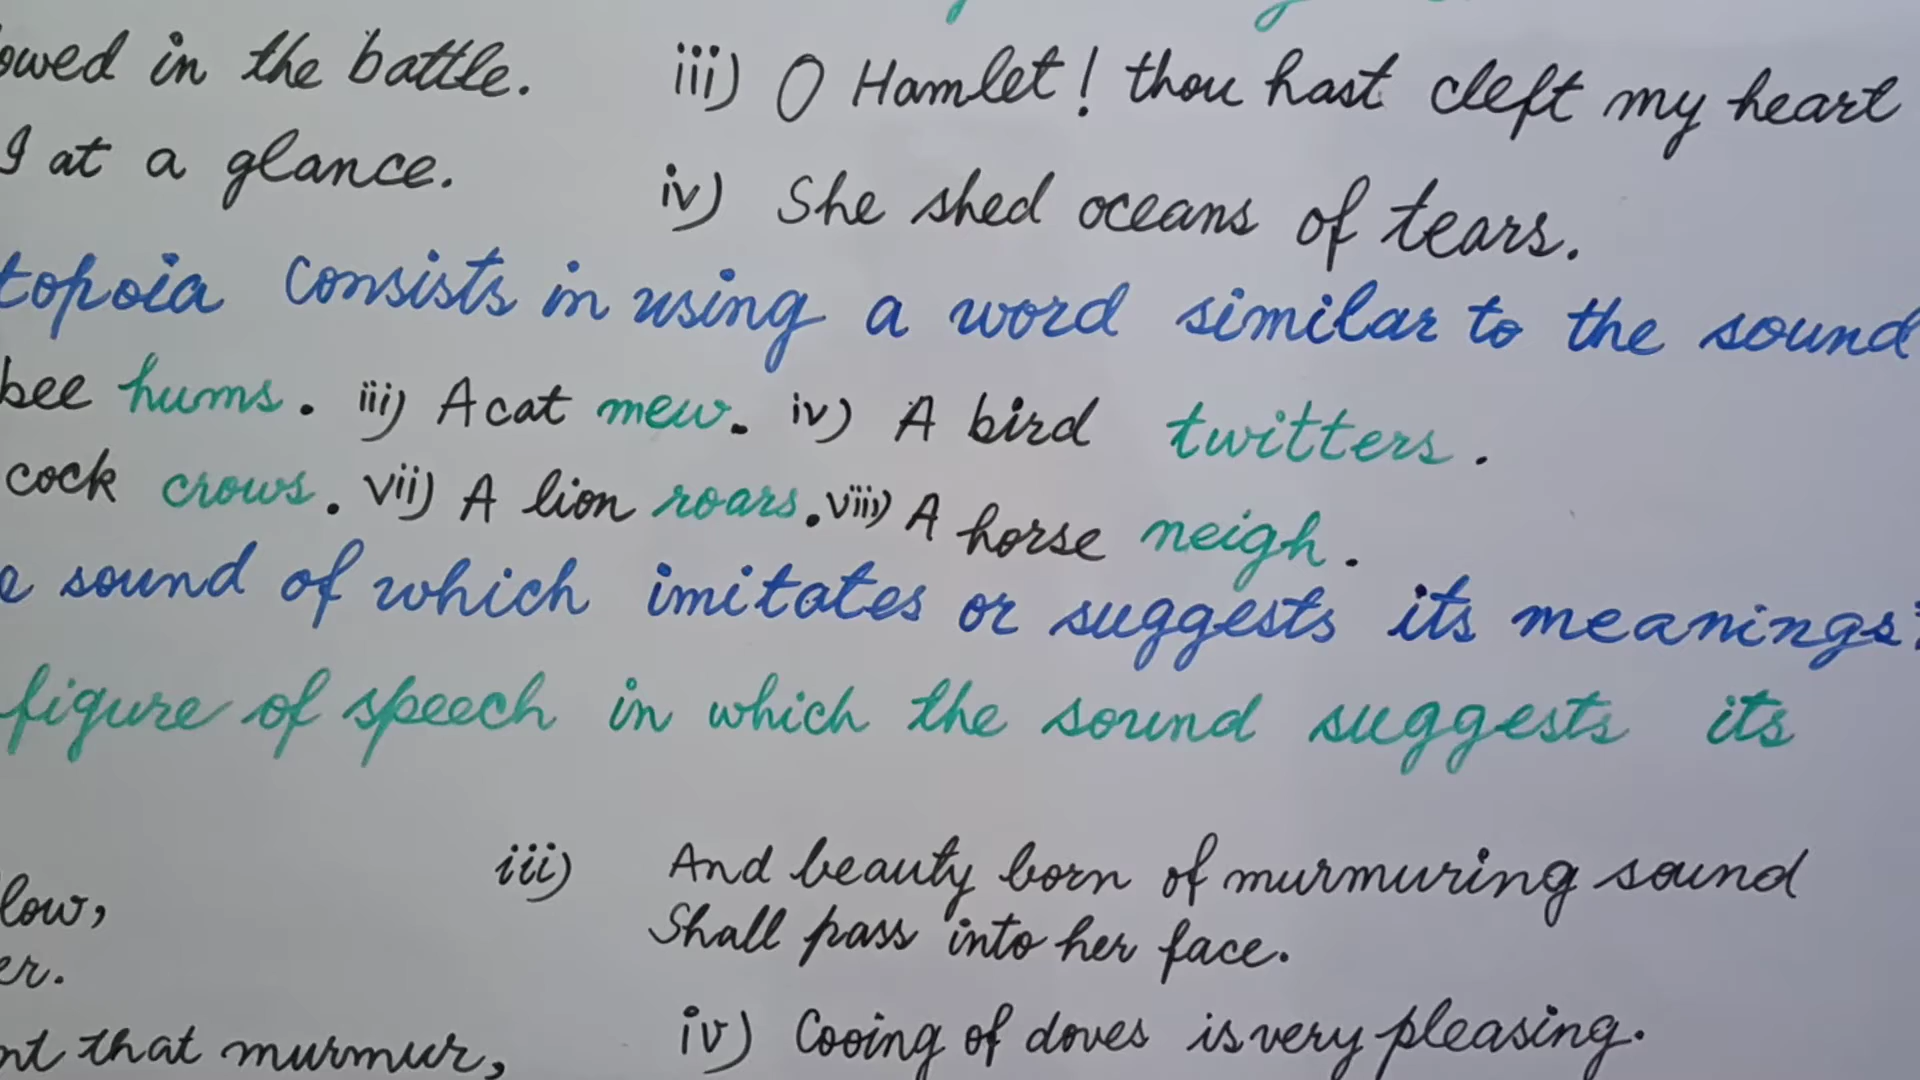 owed in the battle. iii) O Hamlet! thou hast cleft my heart
I at a glance. iv) She shed oceans of tears.
topoia consists in using a word similar to the sound
bee hums. iii) A cat mew. iv) A bird twitters.
cock crows. vii) A lion roars. viii) A horse neigh.
sound of which imitates or suggests its meanings
figure of speech in which the sound suggests its
low, iii) And beauty born of murmuring sound
er. Shall pass into her face.
nt that murmur, iv) Cooing of doves is very pleasing.